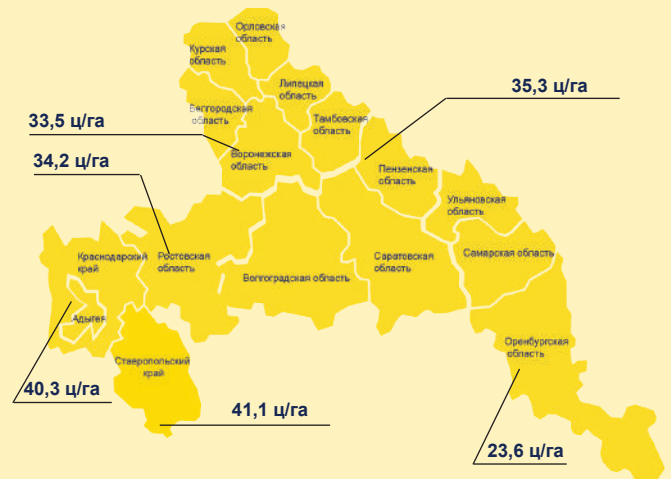 Орловская
область
Курская
область
Липецкая
область
35,3 ц/га
Белгородская
область
Тамбовская
область
33,5 ц/га
Воронежская
область
34,2 ц/га
Пензенская
область
Ульяновская
область
Краснодарский
край
Ростовская
область
Волгоградская область
Саратовская
область
Самарская область
Адыгея
Оренбургская
область
Ставропольский
край
40,3 ц/га
41,1 ц/га
23,6 ц/га